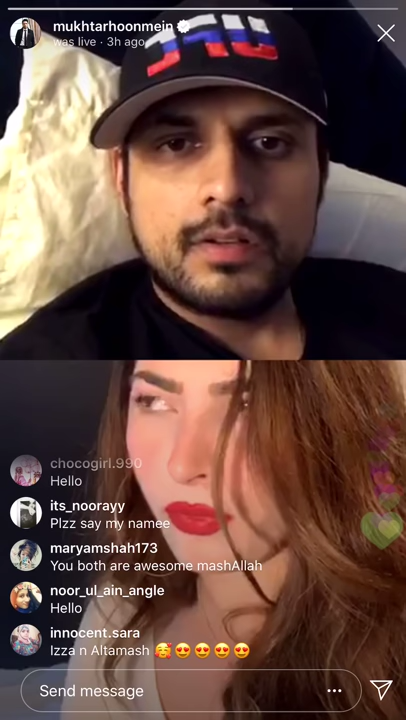 mukhtarhoonmein
was live · 3h ago
chocogirl.990
Hello
its_noorayy
Plzz say my namee
maryamshah173
You both are awesome mashAllah
noor_ul_ain_angle
Hello
innocent.sara
Izza n Altamash 🥰😍😍😍😍
Send message